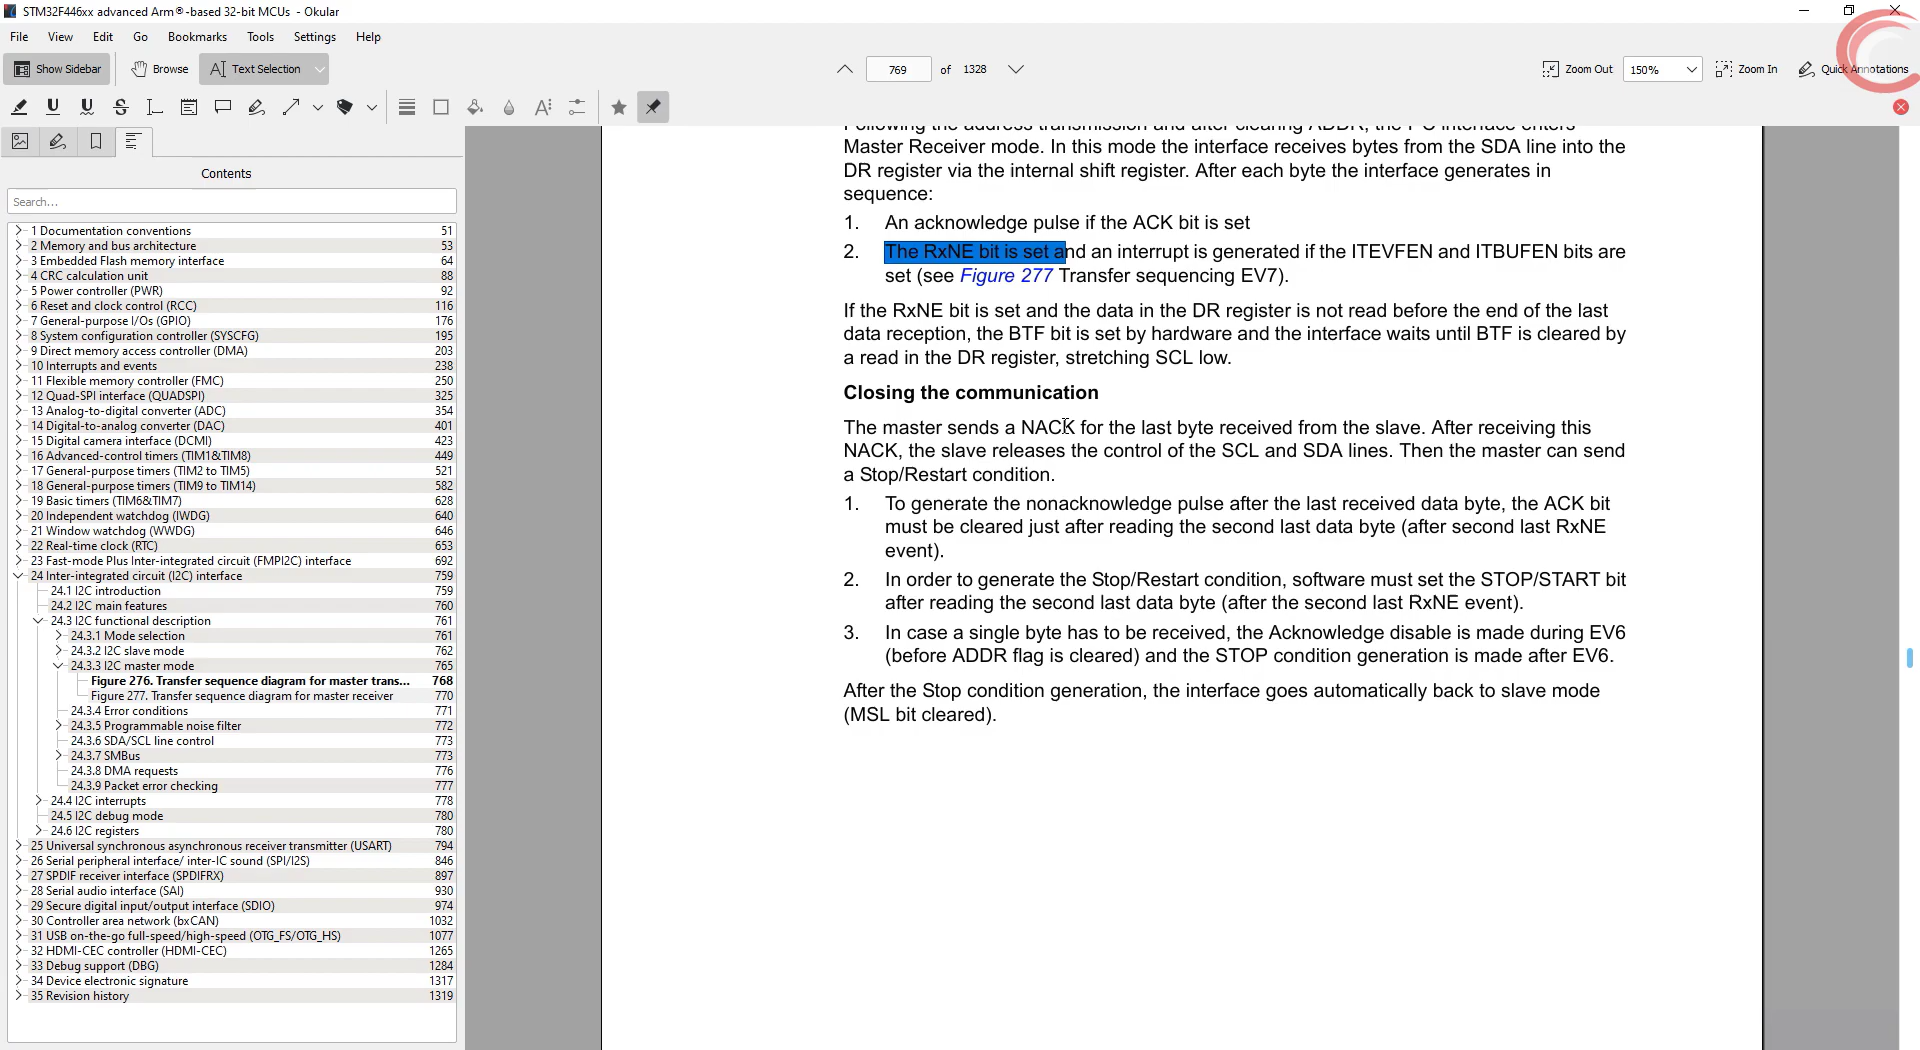 STM32F446xx advanced Arm®-based 32-bit MCUs - Okular
File View Edit Go Bookmarks Tools Settings Help
Show Sidebar Browse Text Selection 769 of 1328 Zoom Out 150% Zoom In Quick Annotations
Contents
Search...
1 Documentation conventions 51
2 Memory and bus architecture 53
3 Embedded Flash memory interface 64
4 CRC calculation unit 88
5 Power controller (PWR) 92
6 Reset and clock control (RCC) 116
7 General-purpose I/Os (GPIO) 176
8 System configuration controller (SYSCFG) 195
9 Direct memory access controller (DMA) 203
10 Interrupts and events 238
11 Flexible memory controller (FMC) 250
12 Quad-SPI interface (QUADSPI) 325
13 Analog-to-digital converter (ADC) 354
14 Digital-to-analog converter (DAC) 401
15 Digital camera interface (DCMI) 423
16 Advanced-control timers (TIM1&TIM8) 449
17 General-purpose timers (TIM2 to TIM5) 521
18 General-purpose timers (TIM9 to TIM14) 582
19 Basic timers (TIM6&TIM7) 628
20 Independent watchdog (IWDG) 640
21 Window watchdog (WWDG) 646
22 Real-time clock (RTC) 653
23 Fast-mode Plus Inter-integrated circuit (FMPI2C) interface 692
24 Inter-integrated circuit (I2C) interface 759
24.1 I2C introduction 759
24.2 I2C main features 760
24.3 I2C functional description 761
24.3.1 Mode selection 761
24.3.2 I2C slave mode 762
24.3.3 I2C master mode 765
Figure 276. Transfer sequence diagram for master trans... 768
Figure 277. Transfer sequence diagram for master receiver 770
24.3.4 Error conditions 771
24.3.5 Programmable noise filter 772
24.3.6 SDA/SCL line control 773
24.3.7 SMBus 773
24.3.8 DMA requests 776
24.3.9 Packet error checking 777
24.4 I2C interrupts 778
24.5 I2C debug mode 780
24.6 I2C registers 780
25 Universal synchronous asynchronous receiver transmitter (USART) 794
26 Serial peripheral interface/ inter-IC sound (SPI/I2S) 846
27 SPDIF receiver interface (SPDIFRX) 897
28 Serial audio interface (SAI) 930
29 Secure digital input/output interface (SDIO) 974
30 Controller area network (bxCAN) 1032
31 USB on-the-go full-speed/high-speed (OTG_FS/OTG_HS) 1077
32 HDMI-CEC controller (HDMI-CEC) 1265
33 Debug support (DBG) 1284
34 Device electronic signature 1317
35 Revision history 1319
Following the address transmission and after clearing ADDR, the I²C interface enters
Master Receiver mode. In this mode the interface receives bytes from the SDA line into the
DR register via the internal shift register. After each byte the interface generates in
sequence:
1. An acknowledge pulse if the ACK bit is set
2. The RxNE bit is set and an interrupt is generated if the ITEVFEN and ITBUFEN bits are
set (see Figure 277 Transfer sequencing EV7).
If the RxNE bit is set and the data in the DR register is not read before the end of the last
data reception, the BTF bit is set by hardware and the interface waits until BTF is cleared by
a read in the DR register, stretching SCL low.
Closing the communication
The master sends a NACK for the last byte received from the slave. After receiving this
NACK, the slave releases the control of the SCL and SDA lines. Then the master can send
a Stop/Restart condition.
1. To generate the nonacknowledge pulse after the last received data byte, the ACK bit
must be cleared just after reading the second last data byte (after second last RxNE
event).
2. In order to generate the Stop/Restart condition, software must set the STOP/START bit
after reading the second last data byte (after the second last RxNE event).
3. In case a single byte has to be received, the Acknowledge disable is made during EV6
(before ADDR flag is cleared) and the STOP condition generation is made after EV6.
After the Stop condition generation, the interface goes automatically back to slave mode
(MSL bit cleared).